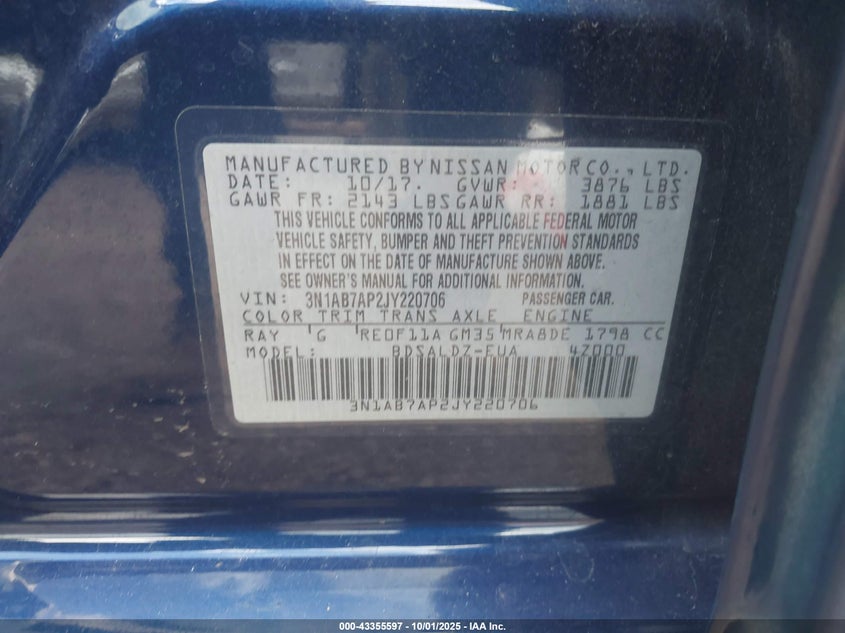 MANUFACTURED BY NISSAN MOTOR CO., LTD.
DATE: 10/17. GVWR: 3876 LBS
GAWR FR: 2143 LBS GAWR RR: 1881 LBS
THIS VEHICLE CONFORMS TO ALL APPLICABLE FEDERAL MOTOR
VEHICLE SAFETY, BUMPER AND THEFT PREVENTION STANDARDS
IN EFFECT ON THE DATE OF MANUFACTURE SHOWN ABOVE.
SEE OWNER'S MANUAL FOR ADDITIONAL INFORMATION.
VIN: 3N1AB7AP2JY220706 PASSENGER CAR.
COLOR TRIM TRANS AXLE ENGINE
RAY G RE0F11A GM35 MRA8DE 1798 CC
MODEL: BDSALDZ-EUA 4Z000
3N1AB7AP2JY220706
000-43355597 - 10/01/2025 - IAA Inc.